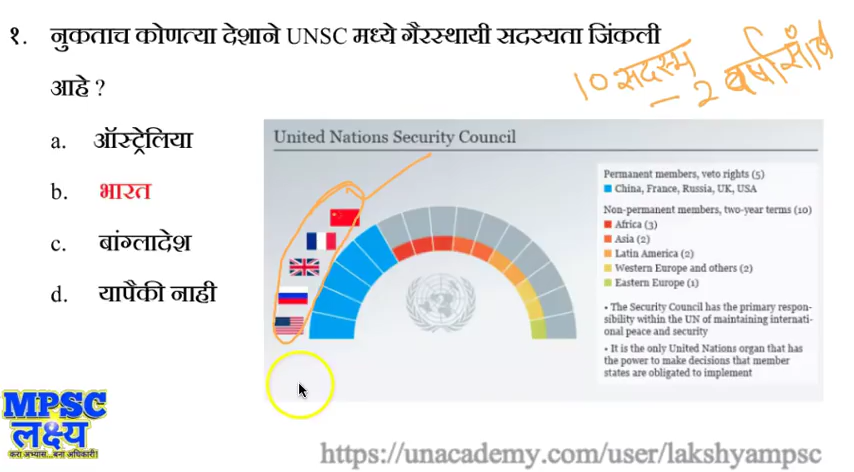 १. नुकताच कोणत्या देशाने UNSC मध्ये गैरस्थायी सदस्यता जिंकली
आहे ?
10 सदस्य
– 2 वर्षासाठी
a. ऑस्ट्रेलिया
b. भारत
c. बांग्लादेश
d. यापैकी नाही
United Nations Security Council
Permanent members, veto rights (5)
China, France, Russia, UK, USA
Non-permanent members, two-year terms (10)
Africa (3)
Asia (2)
Latin America (2)
Western Europe and others (2)
Eastern Europe (1)
• The Security Council has the primary respon-
sibility within the UN of maintaining internati-
onal peace and security
• It is the only United Nations organ that has
the power to make decisions that member
states are obligated to implement
MPSC
लक्ष्य
करा अभ्यास...बना अधिकारी!
https://unacademy.com/user/lakshyampsc